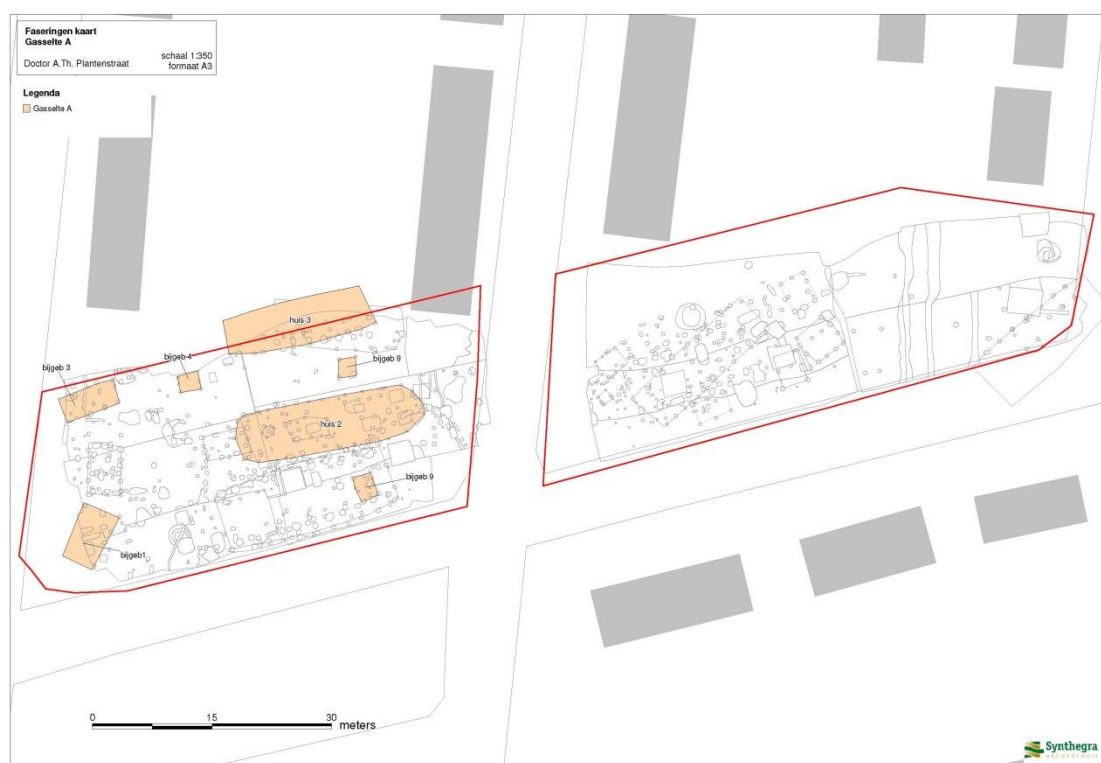 Faseringen kaart
Gasselte A
Doctor A.Th. Plantenstraat
schaal 1:350
formaat A3
Legenda
Gasselte A
huis 3
bijgeb 4
bijgeb 8
bijgeb 3
huis 2
bijgeb 9
bijgeb1
0 15 30 meters
Synthegra
ARCHEOLOGIE